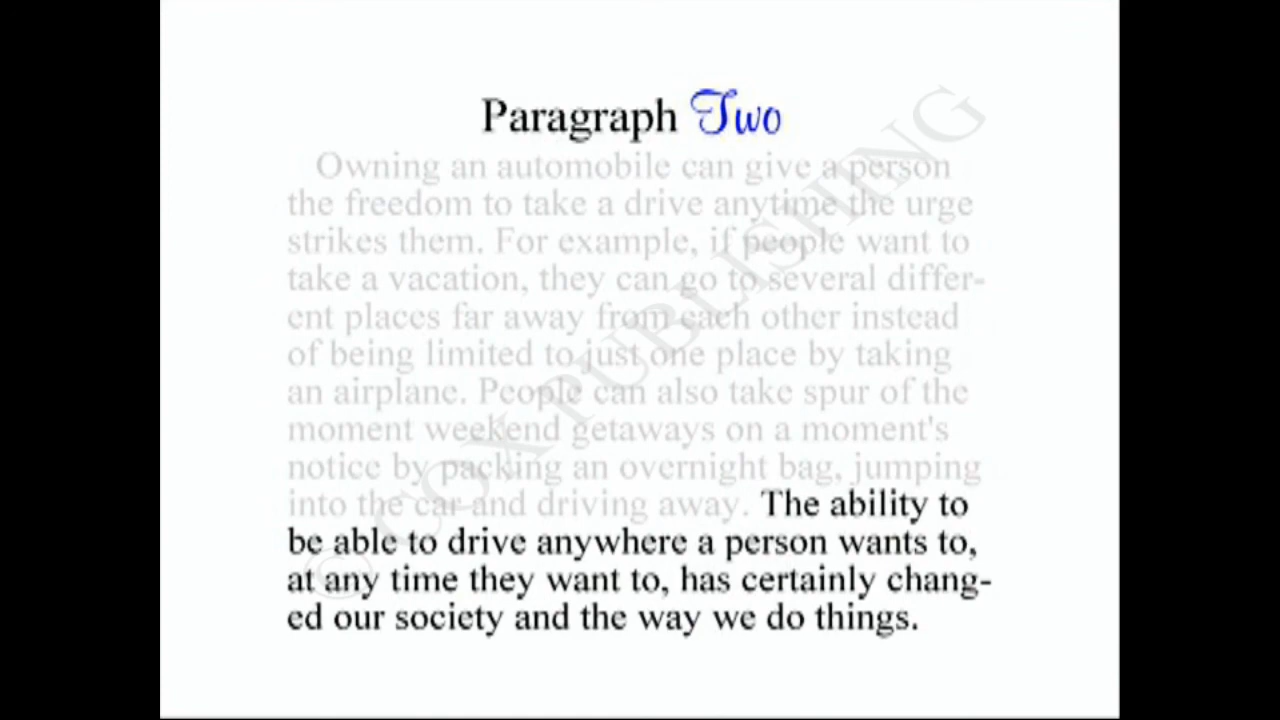 Paragraph Two
Owning an automobile can give a person
the freedom to take a drive anytime the urge
strikes them. For example, if people want to
take a vacation, they can go to several differ-
ent places far away from each other instead
of being limited to just one place by taking
an airplane. People can also take spur of the
moment weekend getaways on a moment's
notice by packing an overnight bag, jumping
into the car and driving away. The ability to
be able to drive anywhere a person wants to,
at any time they want to, has certainly chang-
ed our society and the way we do things.
© COX PUBLISHING